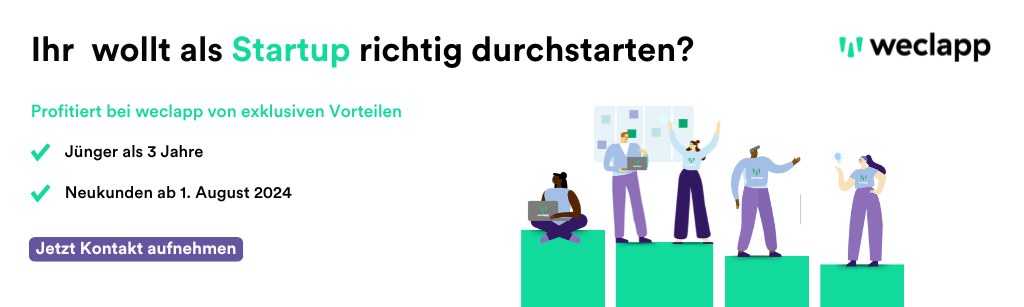 Ihr wollt als Startup richtig durchstarten?
weclapp
Profitiert bei weclapp von exklusiven Vorteilen
Jünger als 3 Jahre
Neukunden ab 1. August 2024
Jetzt Kontakt aufnehmen
weclapp